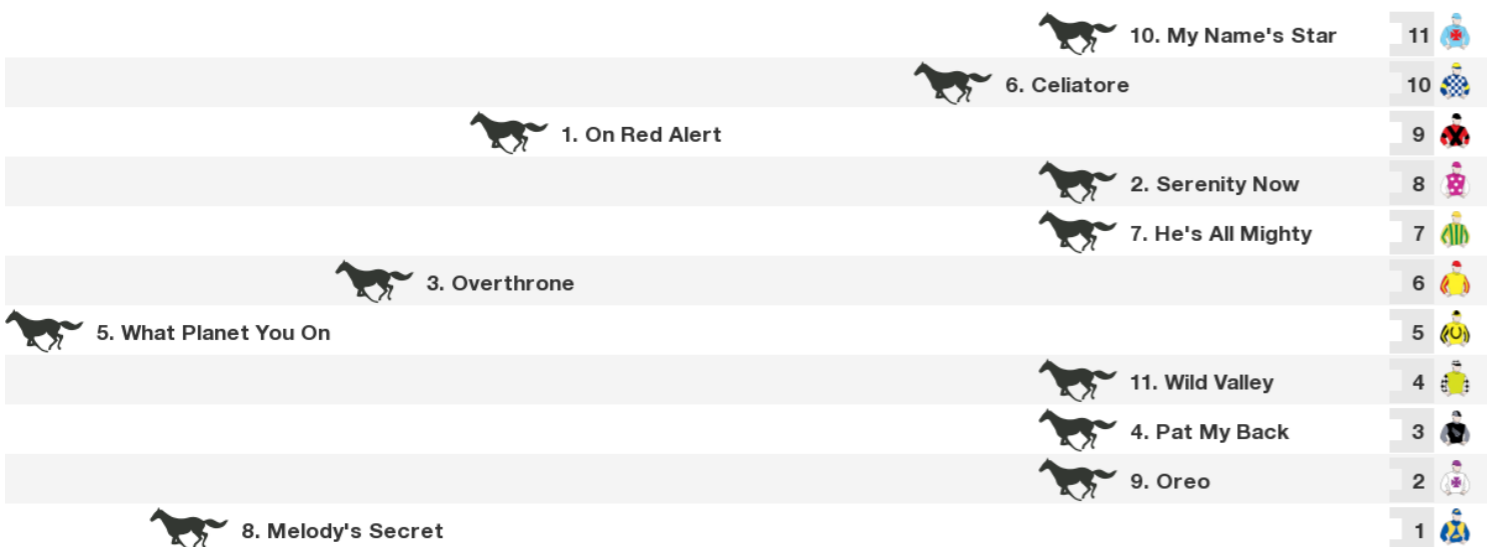 10. My Name's Star 11
6. Celiatore 10
1. On Red Alert 9
2. Serenity Now 8
7. He's All Mighty 7
3. Overthrone 6
5. What Planet You On 5
11. Wild Valley 4
4. Pat My Back 3
9. Oreo 2
8. Melody's Secret 1